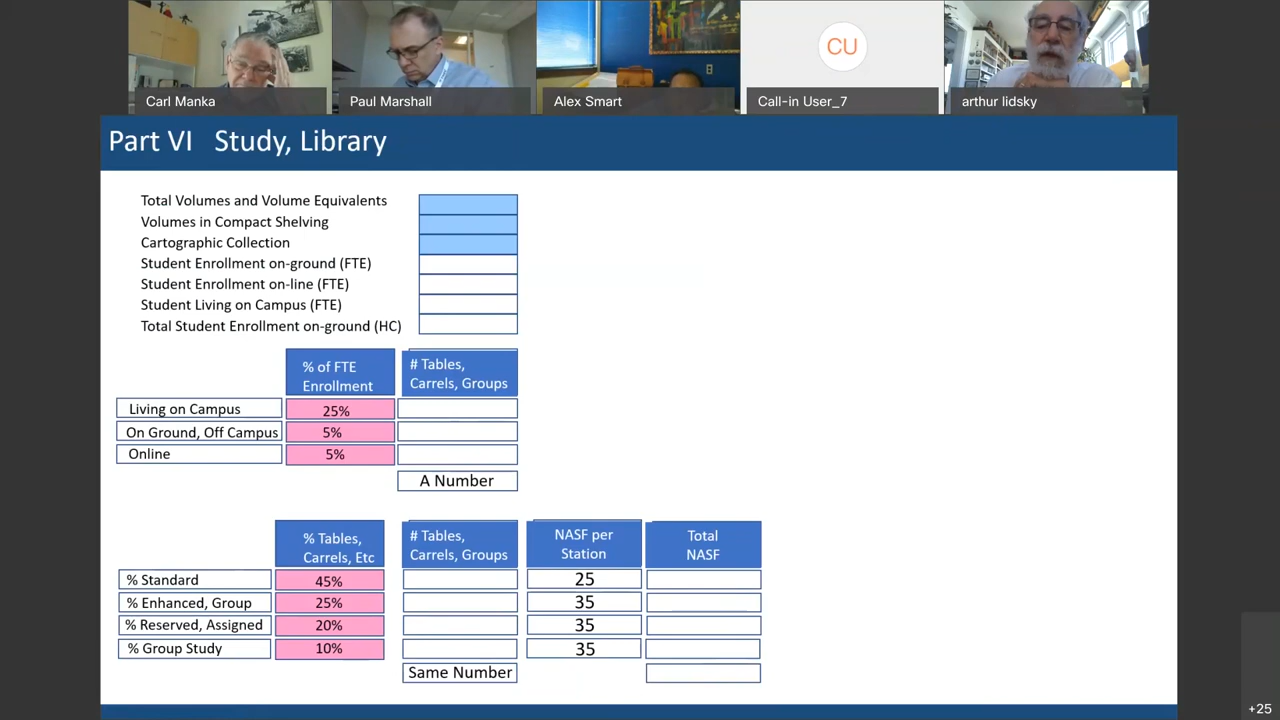 Carl Manka
Paul Marshall
Alex Smart
CU
Call-in User_7
arthur lidsky
Part VI Study, Library
Total Volumes and Volume Equivalents
Volumes in Compact Shelving
Cartographic Collection
Student Enrollment on-ground (FTE)
Student Enrollment on-line (FTE)
Student Living on Campus (FTE)
Total Student Enrollment on-ground (HC)
% of FTE
Enrollment
# Tables,
Carrels, Groups
Living on Campus 25%
On Ground, Off Campus 5%
Online 5%
A Number
% Tables,
Carrels, Etc
# Tables,
Carrels, Groups
NASF per
Station
Total
NASF
% Standard 45% 25
% Enhanced, Group 25% 35
% Reserved, Assigned 20% 35
% Group Study 10% 35
Same Number
+25